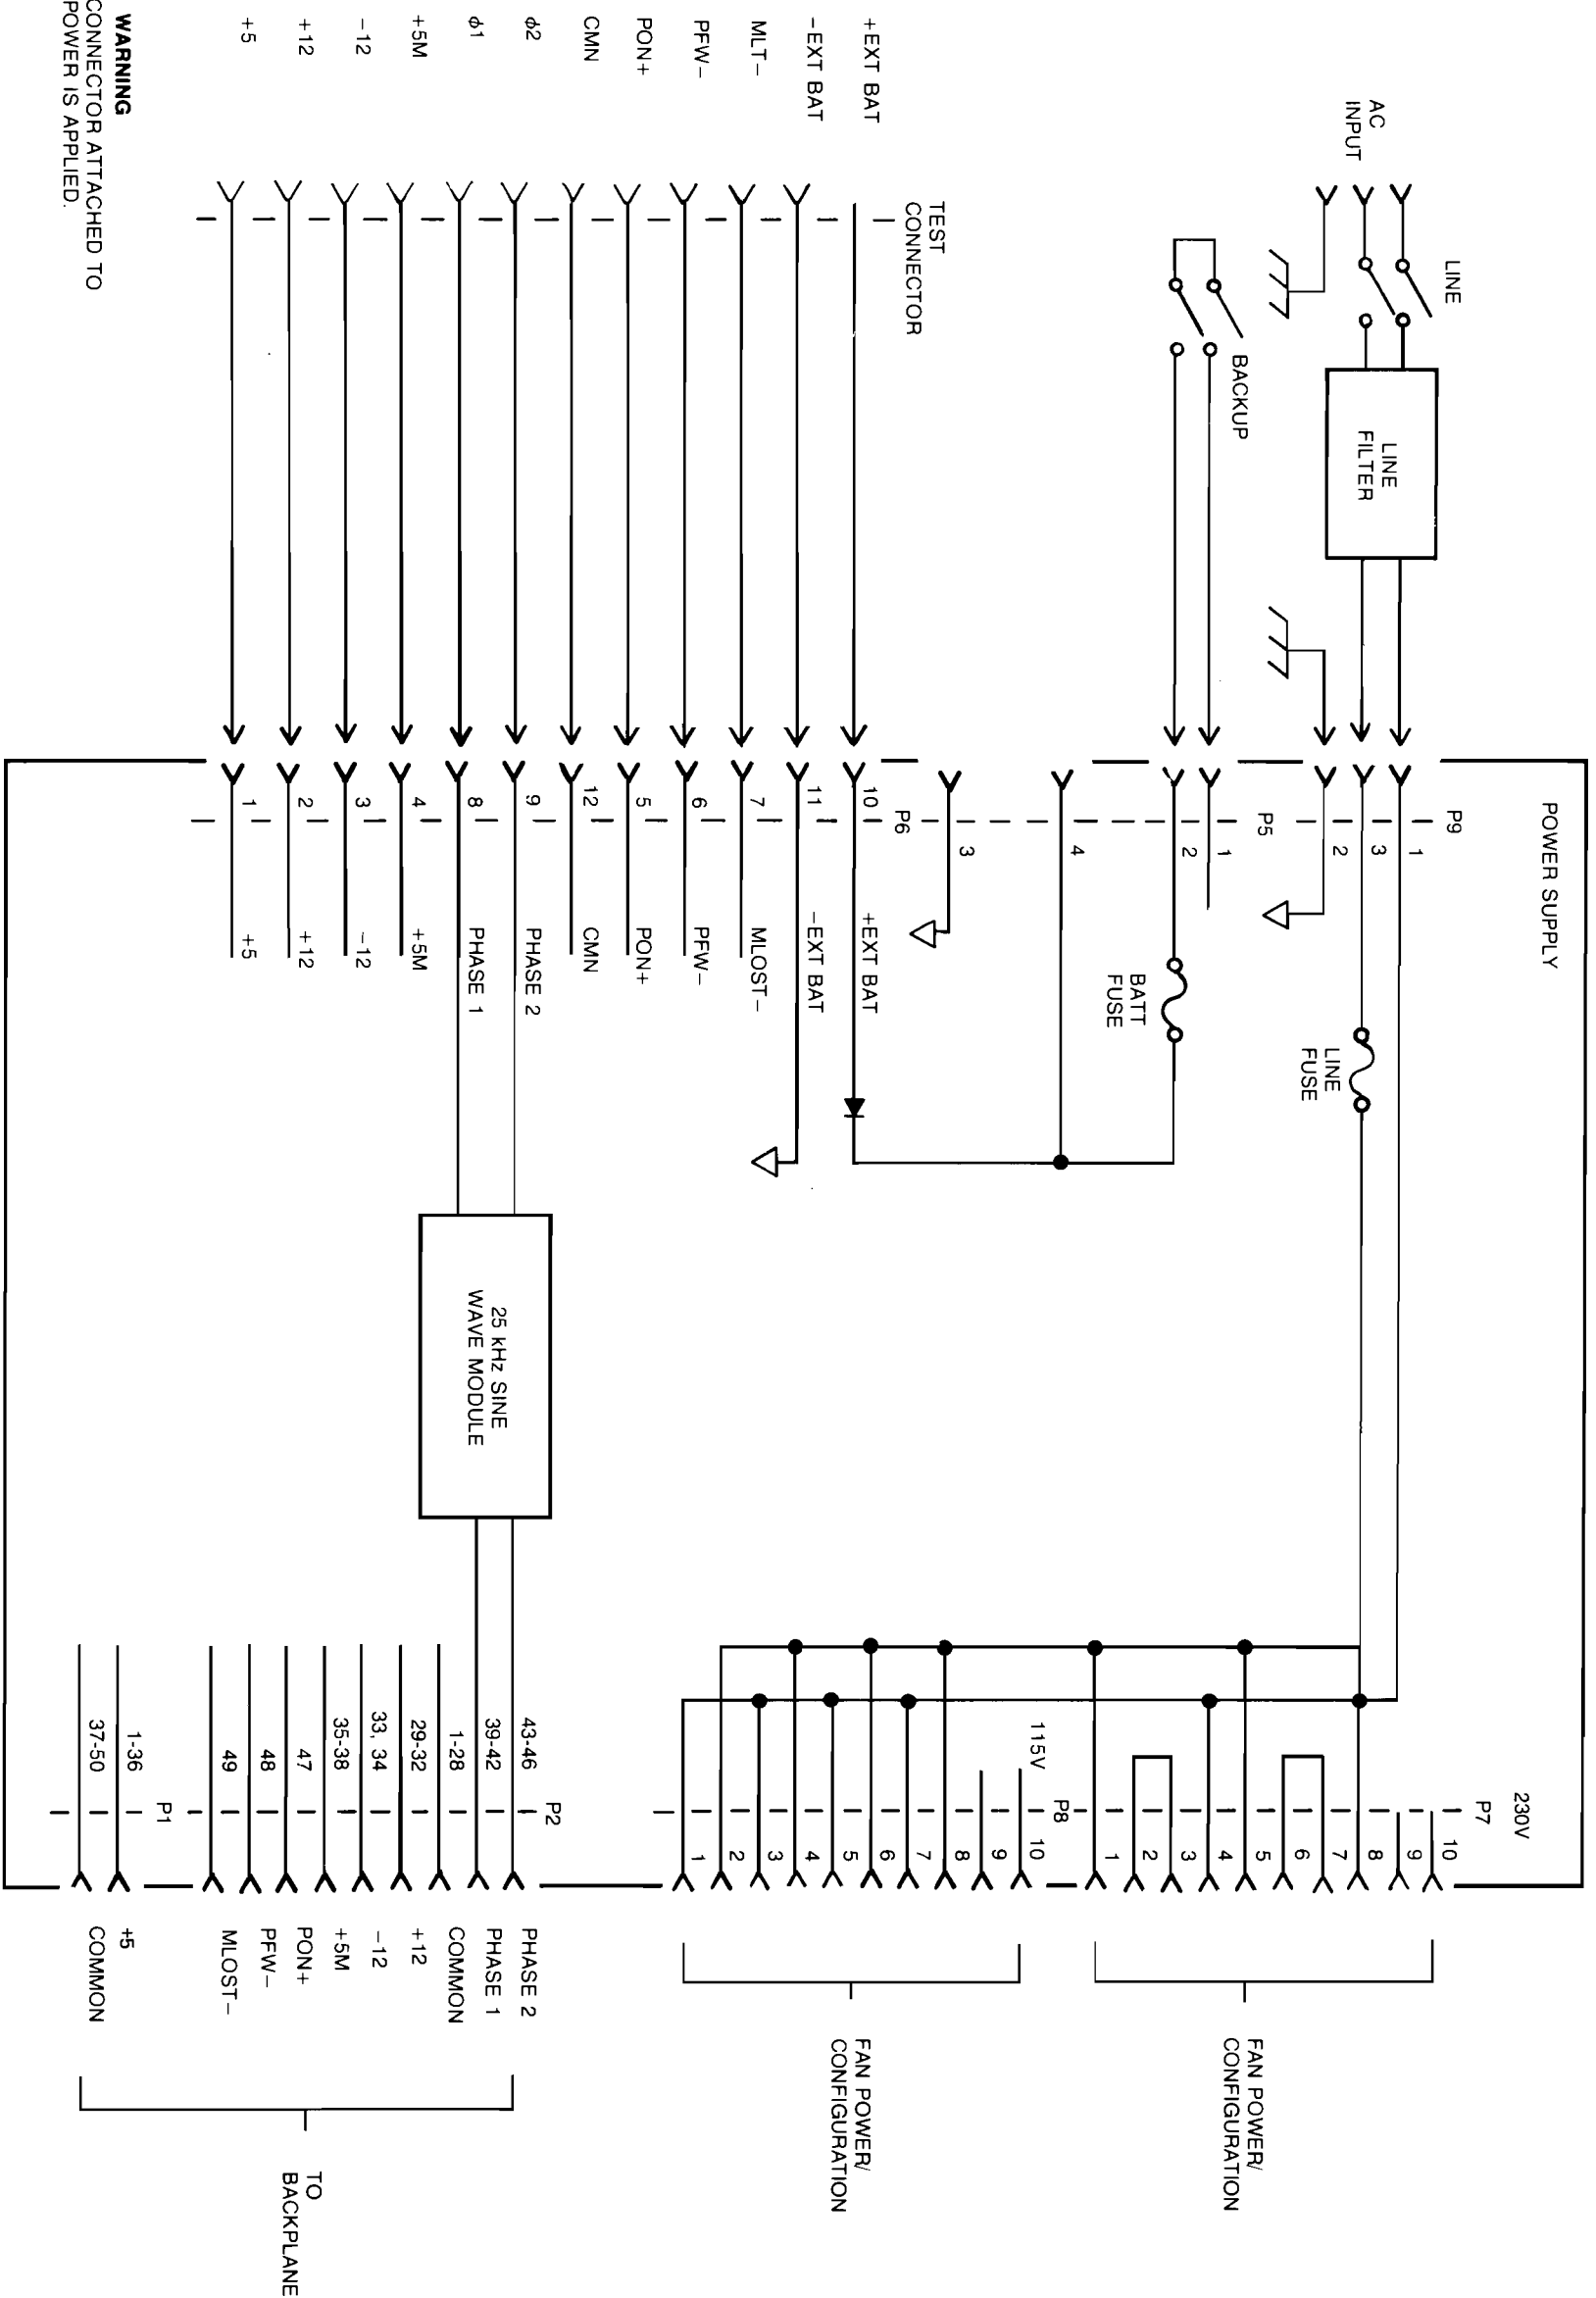 POWER SUPPLY
AC
INPUT
LINE
LINE
FILTER
P9
1
3
2
LINE
FUSE
BACKUP
P5
1
2
4
3
BATT
FUSE
TEST
CONNECTOR
P6
+EXT BAT
10
+EXT BAT
-EXT BAT
11
-EXT BAT
MLT-
7
MLOST-
PFW-
6
PFW-
PON+
5
PON+
CMN
12
CMN
ϕ2
9
PHASE 2
ϕ1
8
PHASE 1
+5M
4
+5M
-12
3
-12
+12
2
+12
+5
1
+5
25 kHz SINE
WAVE MODULE
230V
P7
10
9
8
7
6
5
4
3
2
1
FAN POWER/
CONFIGURATION
115V
P8
10
9
8
7
6
5
4
3
2
1
FAN POWER/
CONFIGURATION
P2
43-46
PHASE 2
39-42
PHASE 1
1-28
COMMON
29-32
+12
33, 34
-12
35-38
+5M
47
PON+
48
PFW-
49
MLOST-
P1
1-36
+5
37-50
COMMON
TO
BACKPLANE
WARNING
CONNECTOR ATTACHED TO
POWER IS APPLIED.